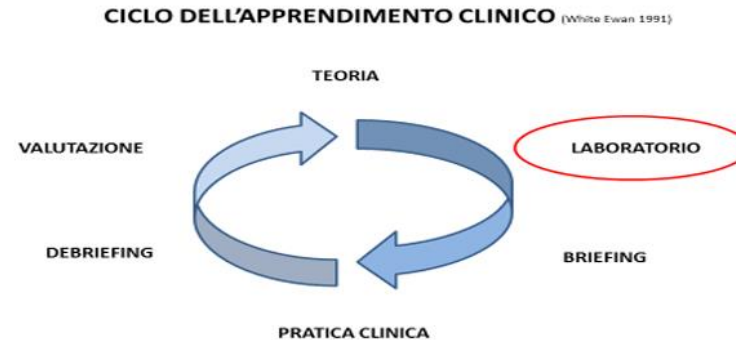 CICLO DELL'APPRENDIMENTO CLINICO (White Ewan 1991)
TEORIA
VALUTAZIONE
LABORATORIO
DEBRIEFING
BRIEFING
PRATICA CLINICA